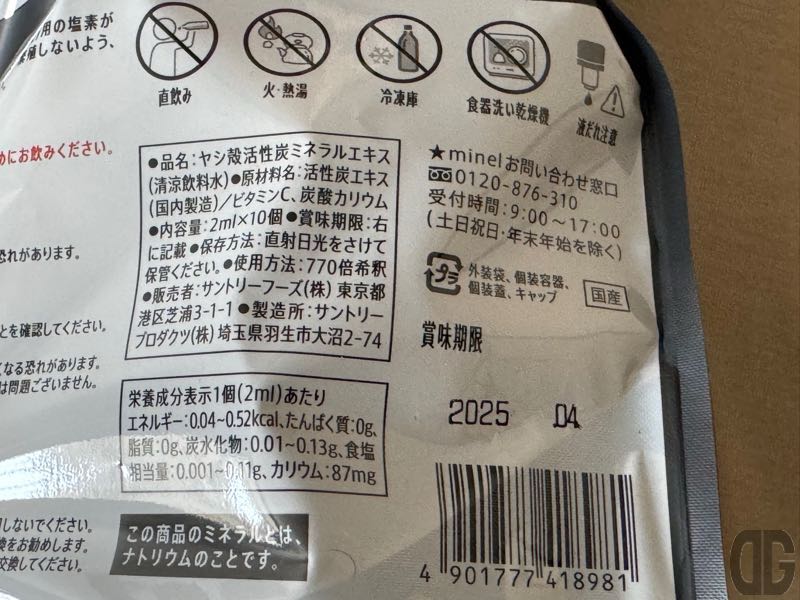 用の塩素が
殖しないよう、
直飲み
火・熱湯
冷凍庫
食器洗い乾燥機
液だれ注意
めにお飲みください。
●品名：ヤシ殻活性炭ミネラルエキス
(清涼飲料水)●原材料名：活性炭エキス
(国内製造)／ビタミンC、炭酸カリウム
●内容量：2ml×10個●賞味期限：右
に記載●保存方法：直射日光をさけて
保管ください。●使用方法：770倍希釈
●販売者：サントリーフーズ(株) 東京都
港区芝浦3-1-1●製造所：サントリー
プロダクツ(株) 埼玉県羽生市大沼2-74
★minelお問い合わせ窓口
0120-876-310
受付時間：9:00～17:00
(土日祝日・年末年始を除く)
プラ
外装袋、個装容器、
個装蓋、キャップ
国産
恐れがあります。
とを確認してください。
なる恐れがあります。
は問題ございません。
賞味期限
2025 04
栄養成分表示1個(2ml)あたり
エネルギー：0.04～0.52kcal、たんぱく質：0g、
脂質：0g、炭水化物：0.01～0.13g、食塩
相当量：0.001～0.11g、カリウム：87mg
しないでください。
換をお勧めします。
交換してください。
この商品のミネラルとは、
ナトリウムのことです。
4 901777 418981
DG